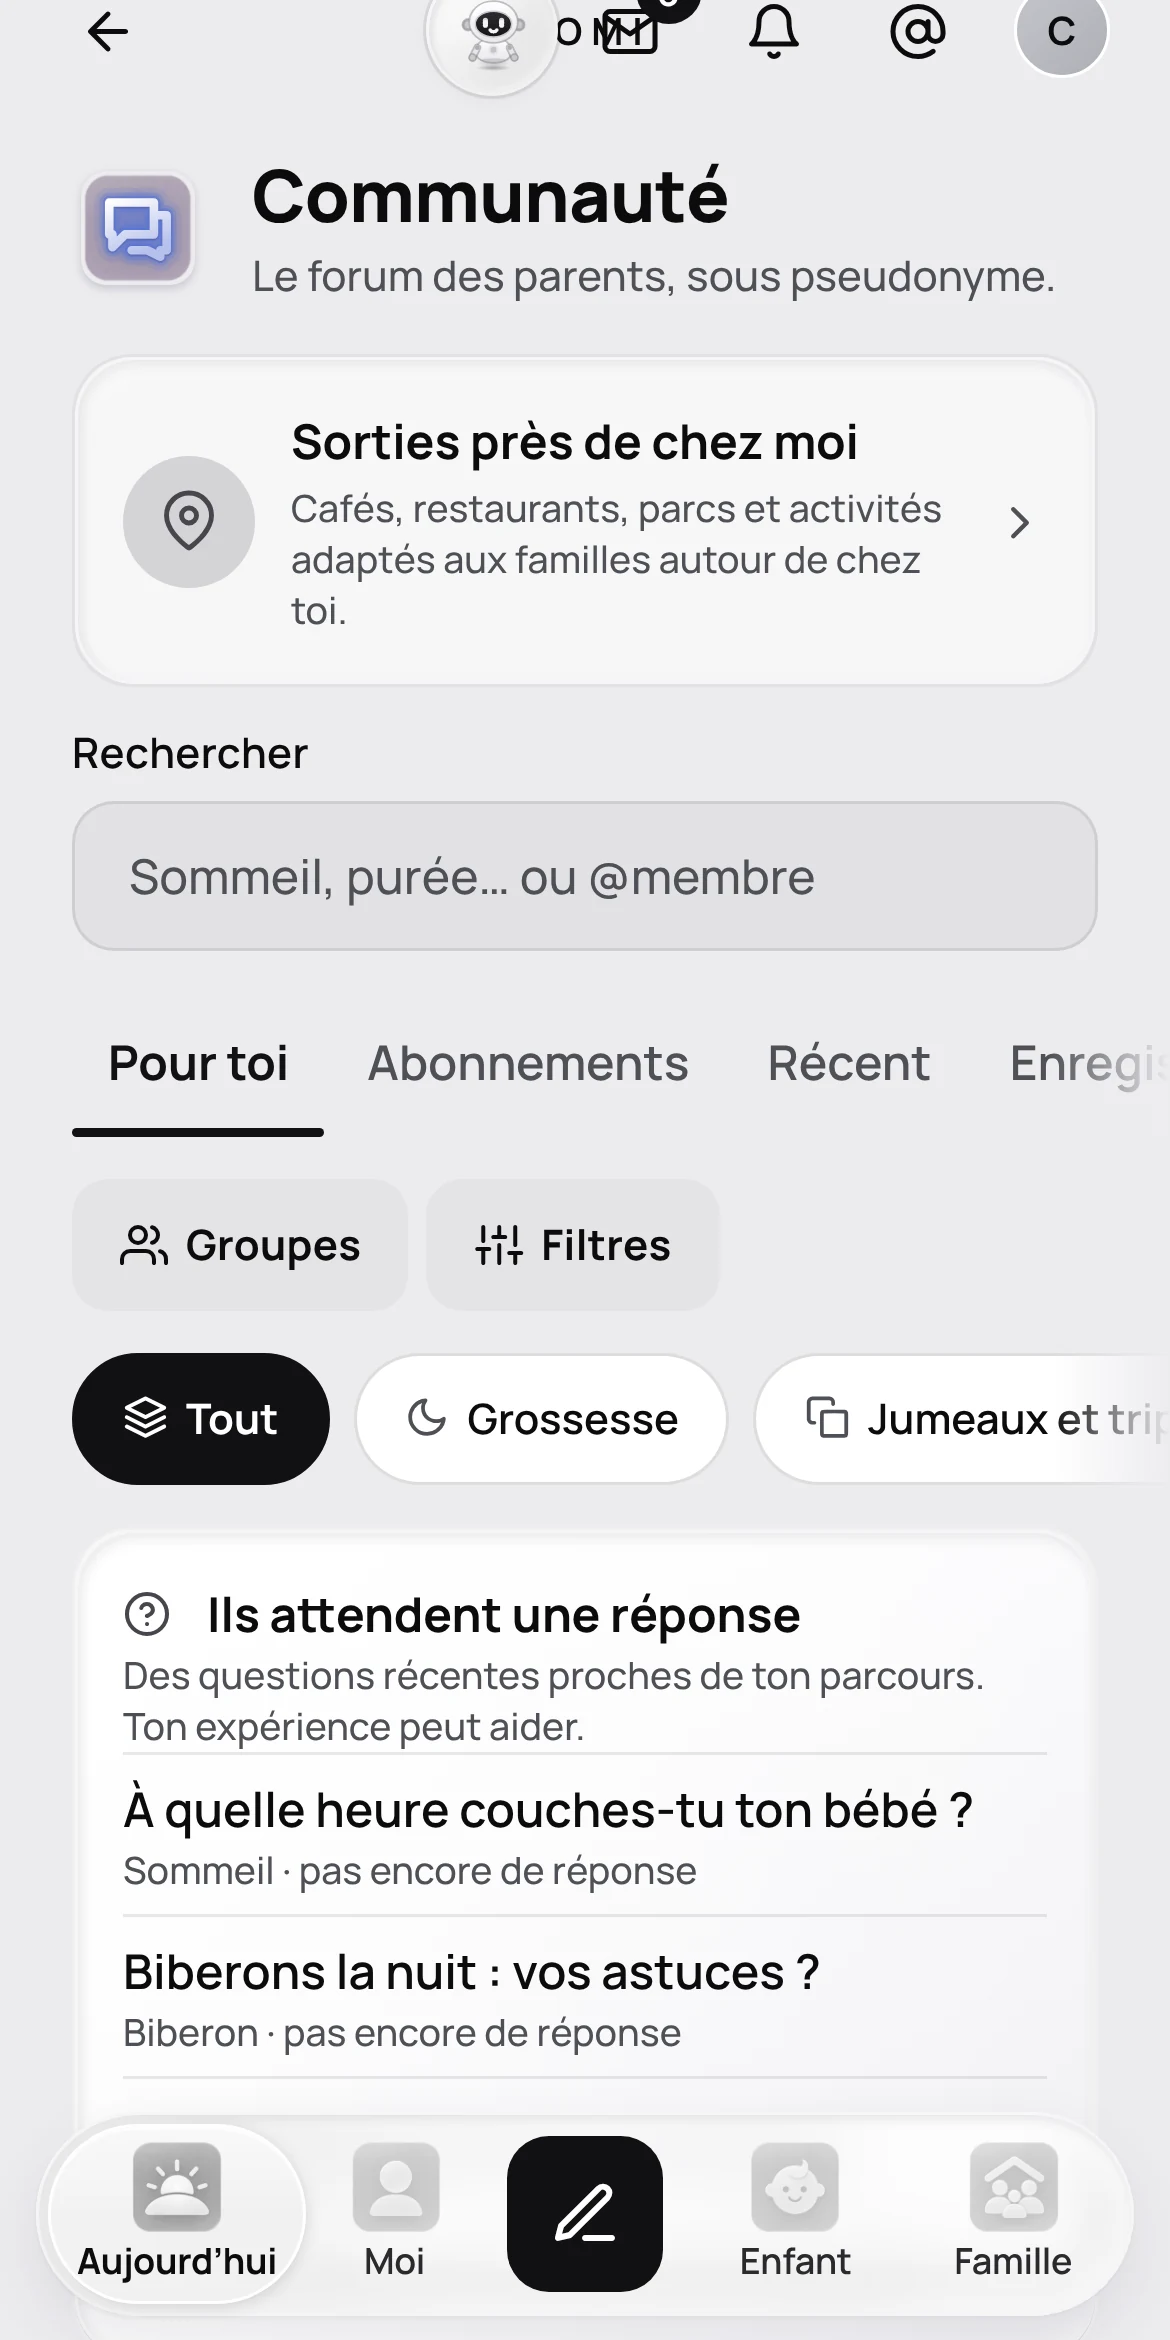 C
Communauté
Le forum des parents, sous pseudonyme.
Sorties près de chez moi
Cafés, restaurants, parcs et activités
adaptés aux familles autour de chez
toi.
Rechercher
Sommeil, purée... ou @membre
Pour toi
Abonnements
Récent
Groupes
Filtres
Tout
Grossesse
Jumeaux et
Ils attendent une réponse
Des questions récentes proches de ton parcours.
Ton expérience peut aider.
À quelle heure couches-tu ton bébé ?
Sommeil · pas encore de réponse
Biberons la nuit : vos astuces ?
Biberon · pas encore de réponse
Aujourd’hui
Moi
Enfant
Famille